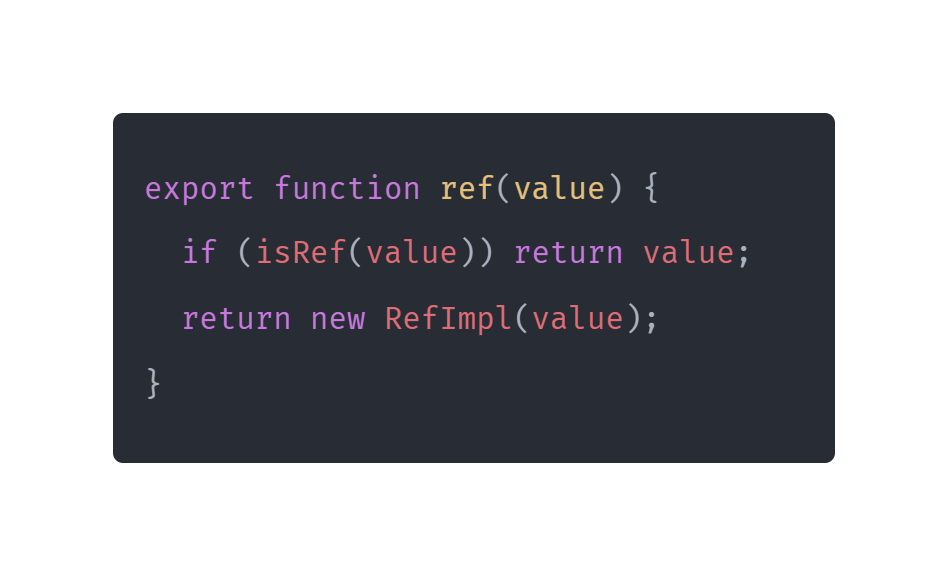 export function ref(value) {
  if (isRef(value)) return value;
  return new RefImpl(value);
}